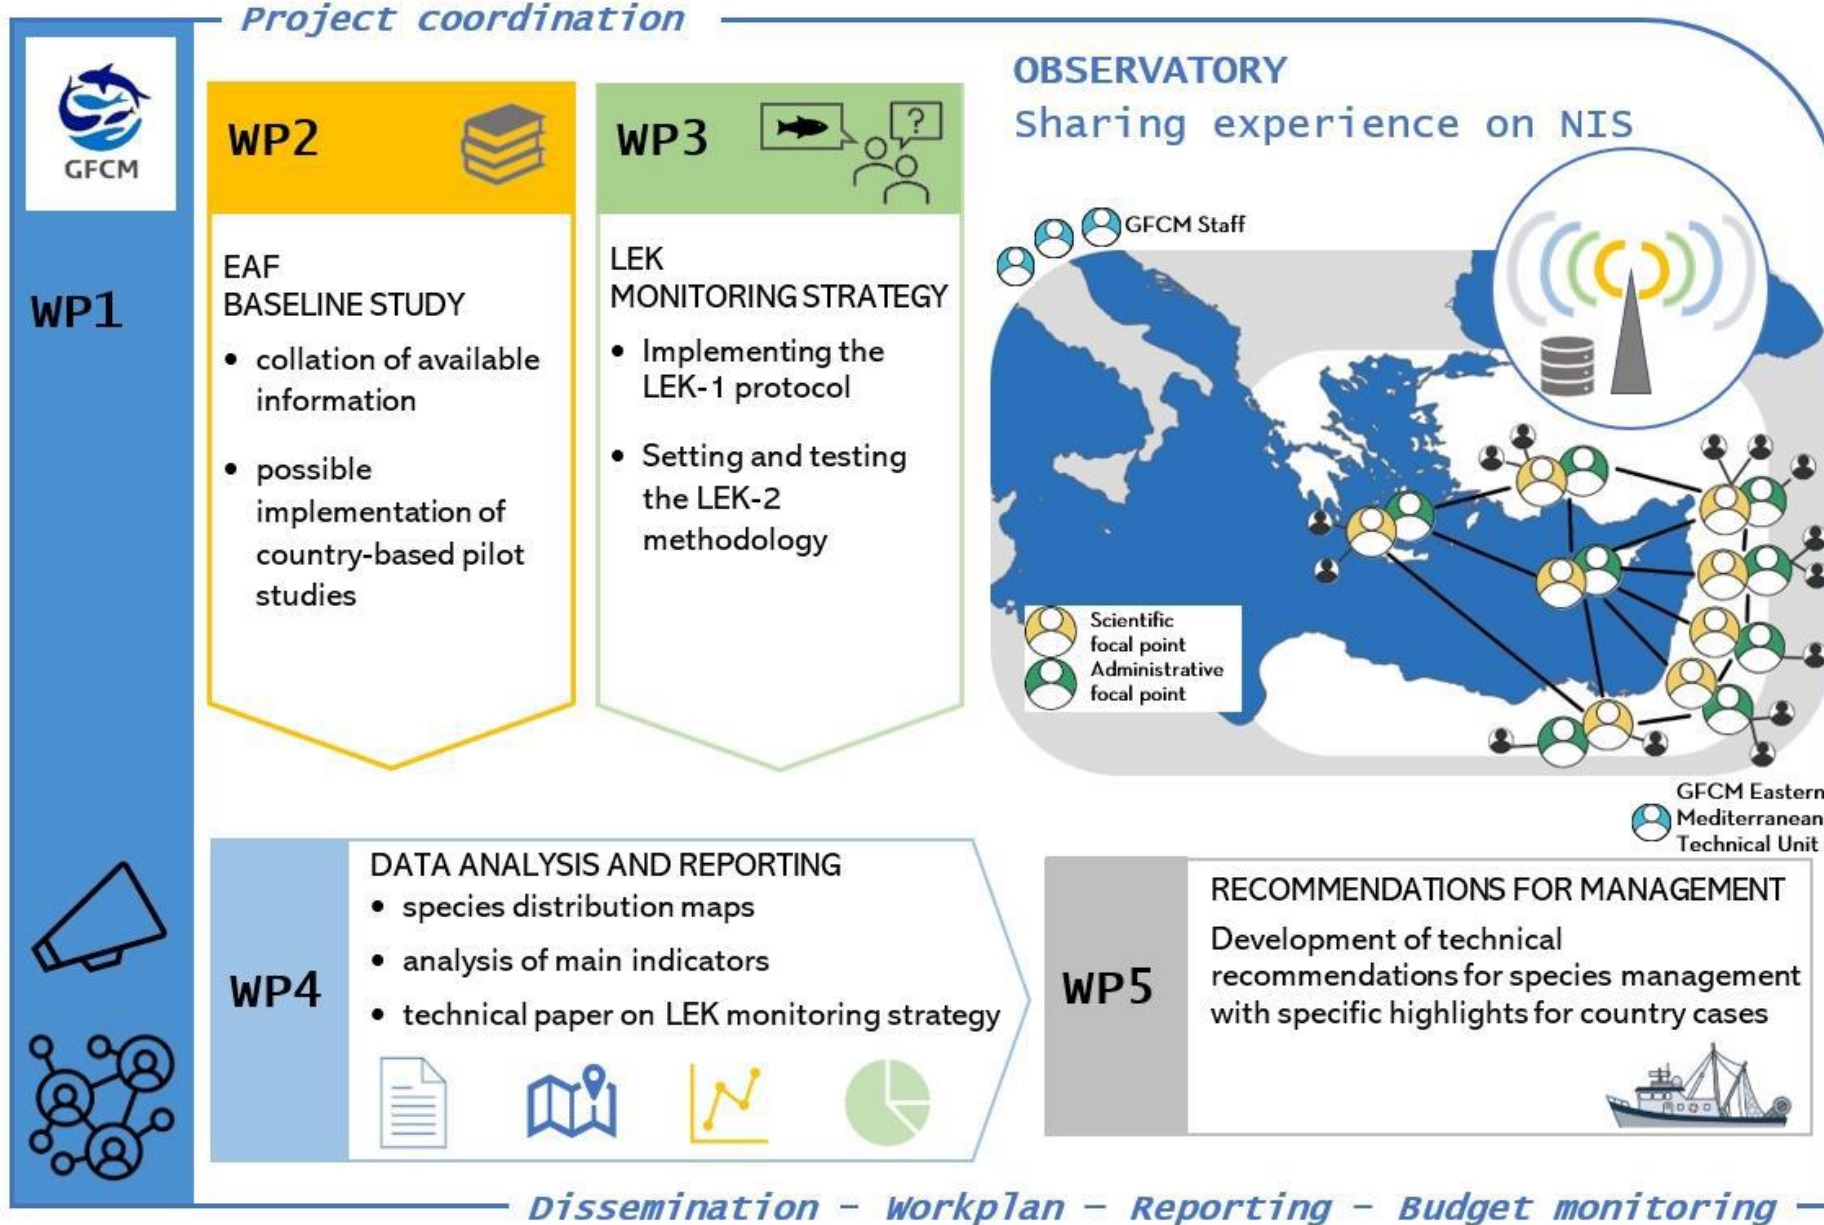 Project coordination
GFCM
WP1
WP2
EAF
BASELINE STUDY
• collation of available
information
• possible
implementation of
country-based pilot
studies
WP3
?
LEK
MONITORING STRATEGY
• Implementing the
LEK-1 protocol
• Setting and testing
the LEK-2
methodology
OBSERVATORY
Sharing experience on NIS
GFCM Staff
Scientific
focal point
Administrative
focal point
GFCM Eastern
Mediterranean
Technical Unit
WP4
DATA ANALYSIS AND REPORTING
• species distribution maps
• analysis of main indicators
• technical paper on LEK monitoring strategy
WP5
RECOMMENDATIONS FOR MANAGEMENT
Development of technical
recommendations for species management
with specific highlights for country cases
Dissemination – Workplan – Reporting – Budget monitoring